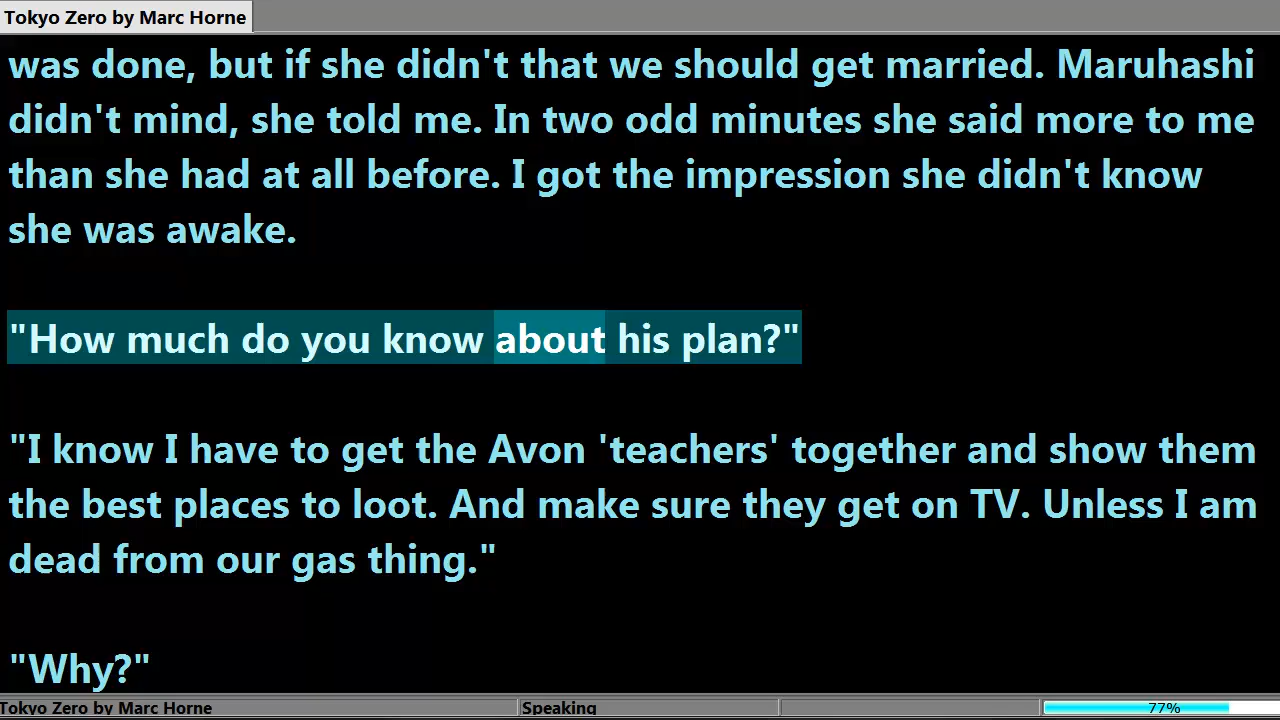 Tokyo Zero by Marc Horne
was done, but if she didn't that we should get married. Maruhashi
didn't mind, she told me. In two odd minutes she said more to me
than she had at all before. I got the impression she didn't know
she was awake.
"How much do you know about his plan?"
"I know I have to get the Avon 'teachers' together and show them
the best places to loot. And make sure they get on TV. Unless I am
dead from our gas thing."
"Why?"
Tokyo Zero by Marc Horne Speaking 77%